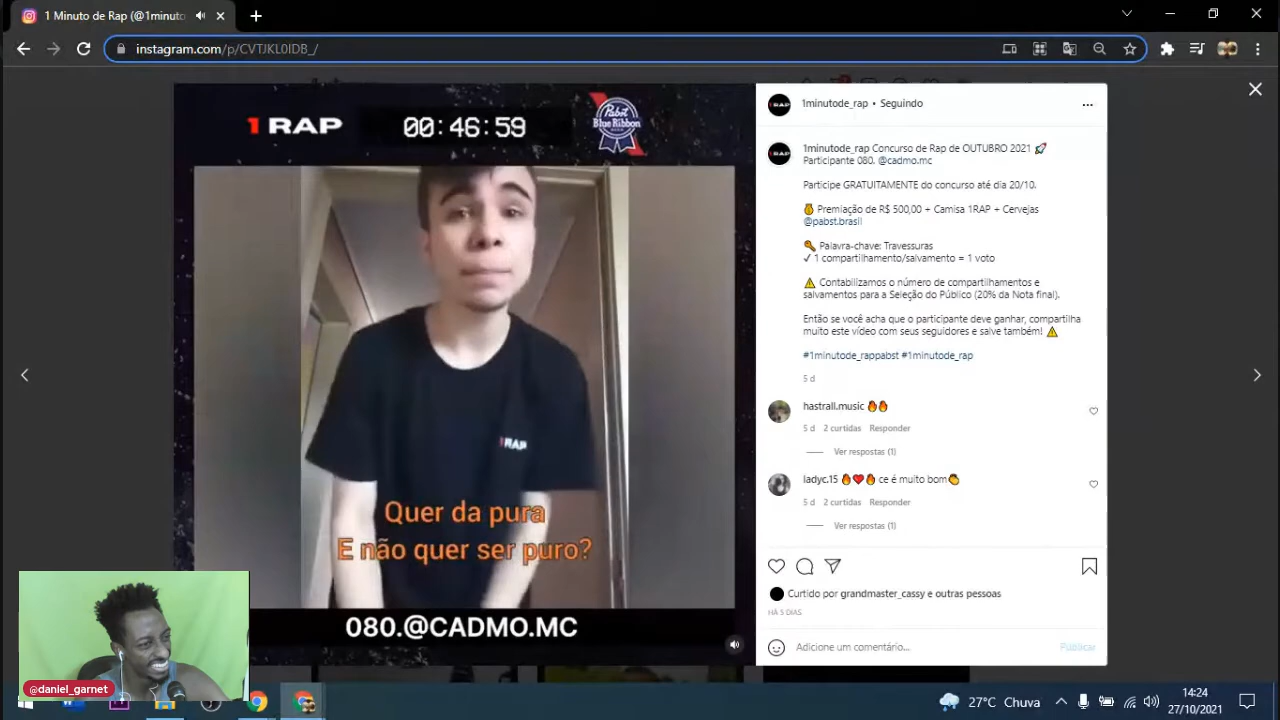 1 Minuto de Rap (@1minuto
instagram.com/p/CVTJKL0IDB_/
1RAP
00:46:59
Pabst
Blue Ribbon
1RAP
Quer da pura
E não quer ser puro?
080.@CADMO.MC
1minutode_rap • Seguindo
1minutode_rap Concurso de Rap de OUTUBRO 2021 🚀
Participante 080. @cadmo.mc
Participe GRATUITAMENTE do concurso até dia 20/10.
🏅 Premiação de R$ 500,00 + Camisa 1RAP + Cervejas
@pabst.brasil
🔑 Palavra-chave: Travessuras
✓ 1 compartilhamento/salvamento = 1 voto
⚠️ Contabilizamos o número de compartilhamentos e
salvamentos para a Seleção do Público (20% da Nota final).
Então se você acha que o participante deve ganhar, compartilha
muito este vídeo com seus seguidores e salve também! ⚠️
#1minutode_rappabst #1minutode_rap
5 d
hastrall.music 🔥🔥
5 d 2 curtidas Responder
Ver respostas (1)
ladyc.15 🔥❤️🔥 ce é muito bom👏
5 d 2 curtidas Responder
Ver respostas (1)
Curtido por grandmaster_cassy e outras pessoas
HÁ 5 DIAS
Adicione um comentário...
Publicar
@daniel_garnet
27°C Chuva
14:24
27/10/2021